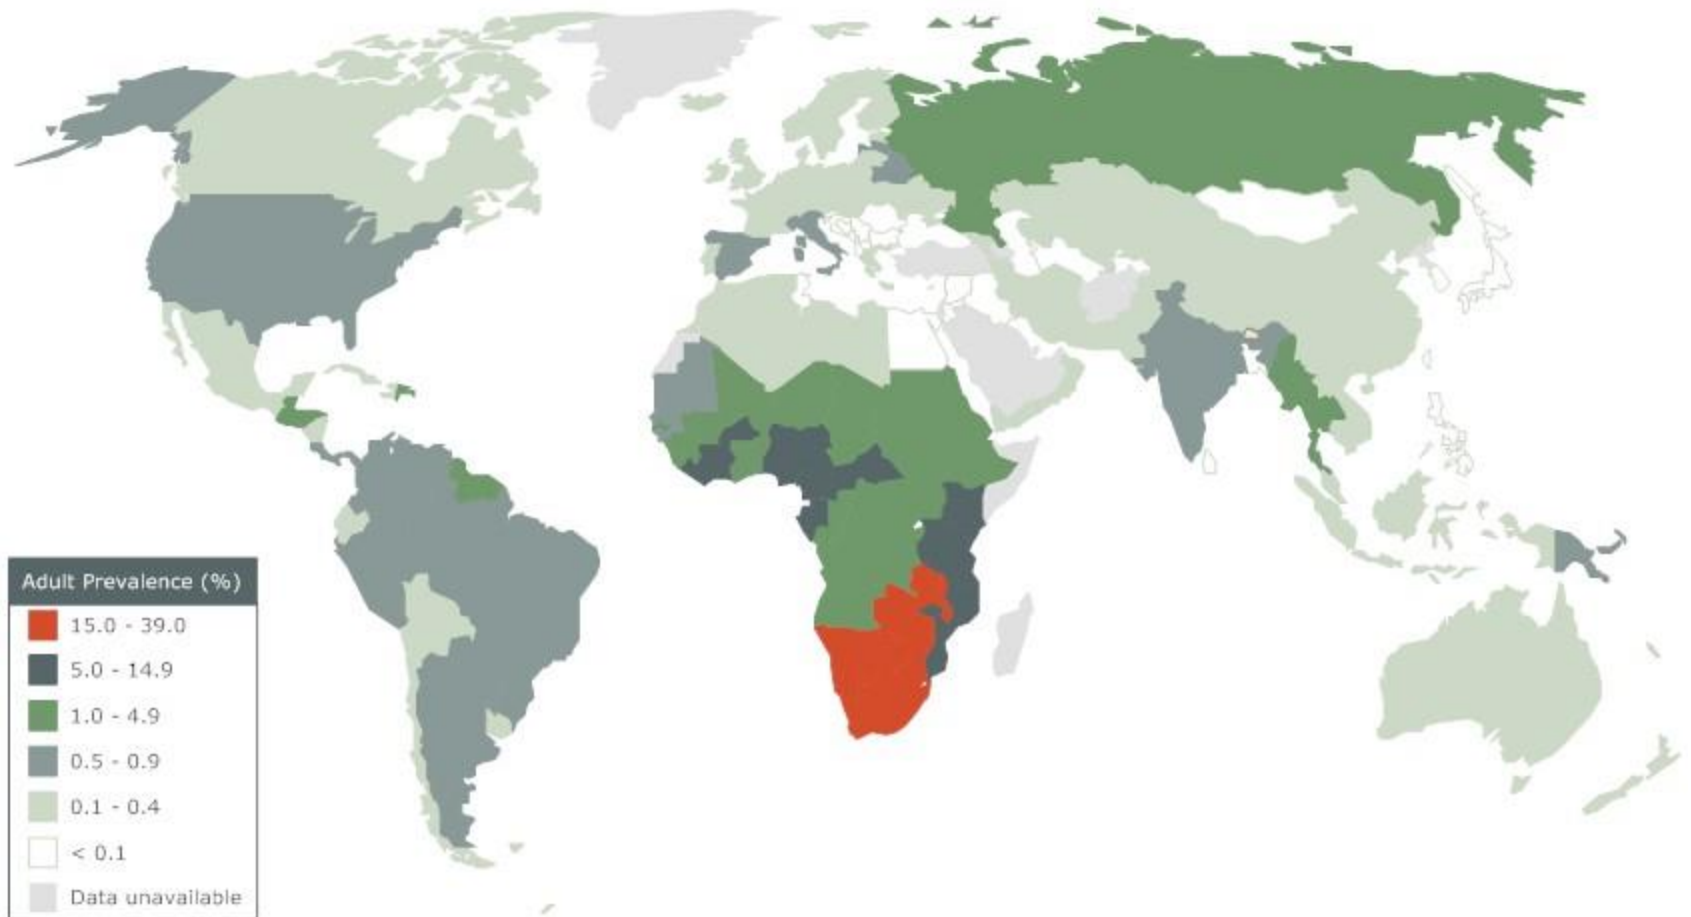 Adult Prevalence (%)
15.0 - 39.0
5.0 - 14.9
1.0 - 4.9
0.5 - 0.9
0.1 - 0.4
< 0.1
Data unavailable